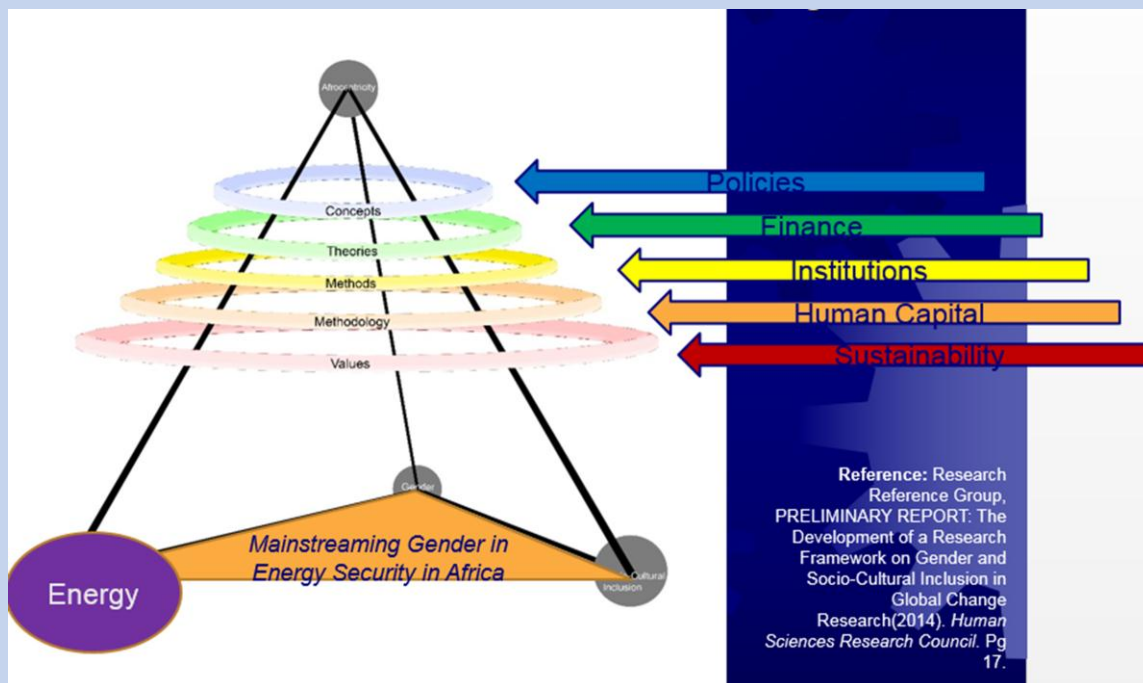 Afrocentricity
Policies
Concepts
Finance
Theories
Institutions
Methods
Human Capital
Methodology
Sustainability
Values
Gender
Mainstreaming Gender in
Energy Security in Africa
Energy
Cultural
Inclusion
Reference: Research
Reference Group,
PRELIMINARY REPORT: The
Development of a Research
Framework on Gender and
Socio-Cultural Inclusion in
Global Change
Research(2014). Human
Sciences Research Council. Pg
17.